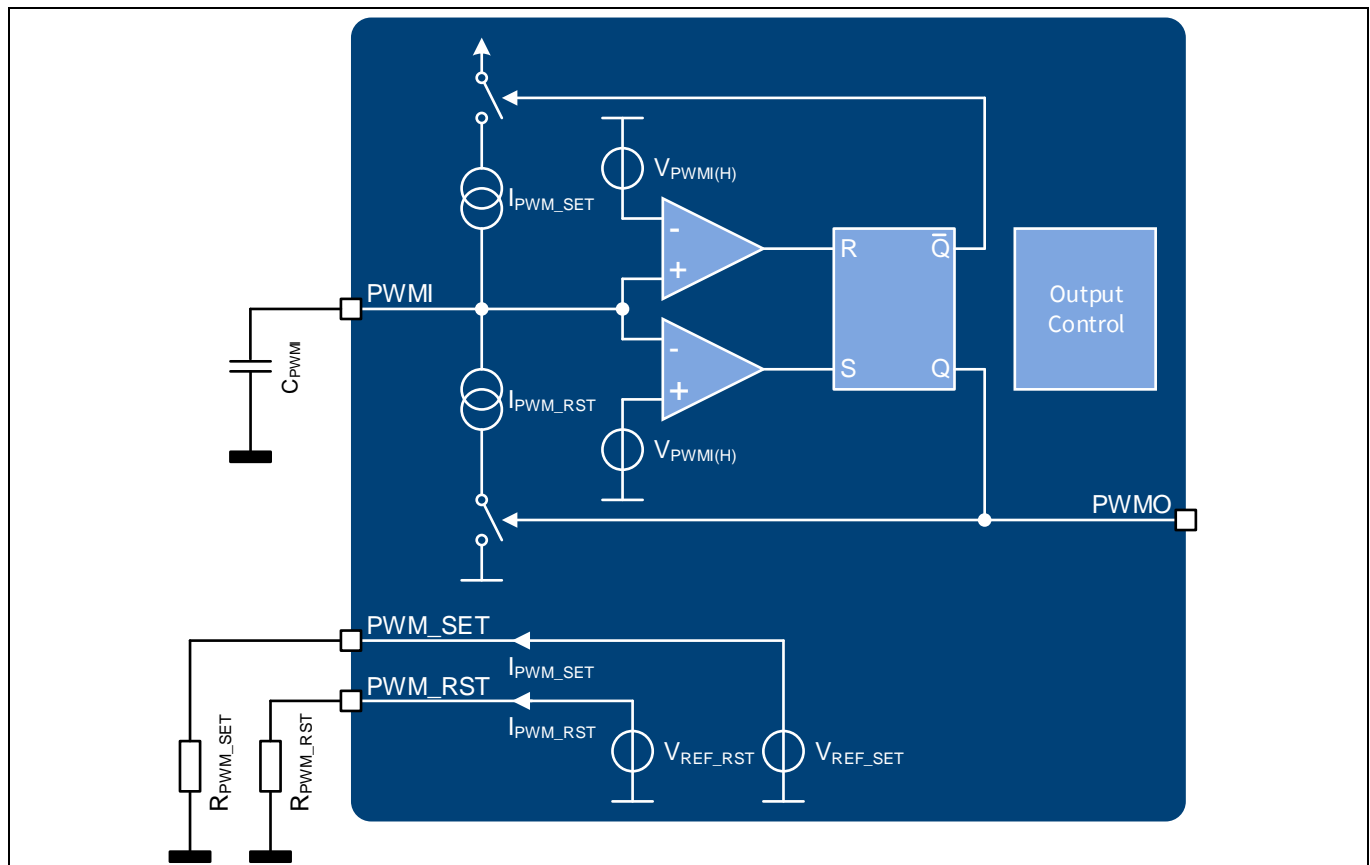 V_PWMI(H)
I_PWM_SET
-
+
R
Q̅
PWMI
Output
Control
C_PWMI
-
+
S
Q
I_PWM_RST
V_PWMI(H)
PWMO
PWM_SET
I_PWM_SET
PWM_RST
I_PWM_RST
R_PWM_SET
R_PWM_RST
V_REF_RST
V_REF_SET